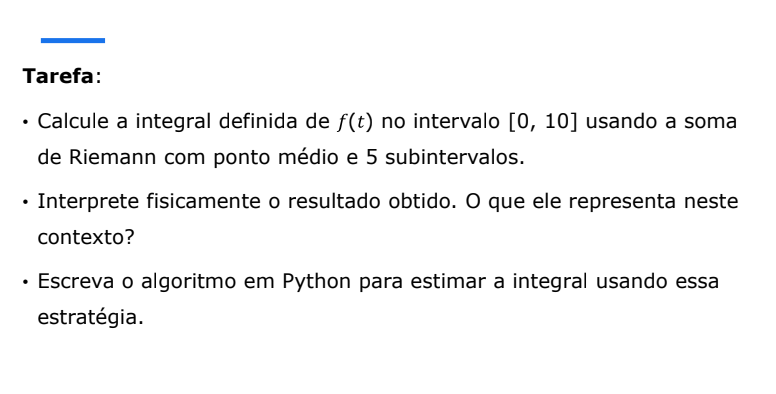 Tarefa:
• Calcule a integral definida de f(t) no intervalo [0, 10] usando a soma
de Riemann com ponto médio e 5 subintervalos.
• Interprete fisicamente o resultado obtido. O que ele representa neste
contexto?
• Escreva o algoritmo em Python para estimar a integral usando essa
estratégia.